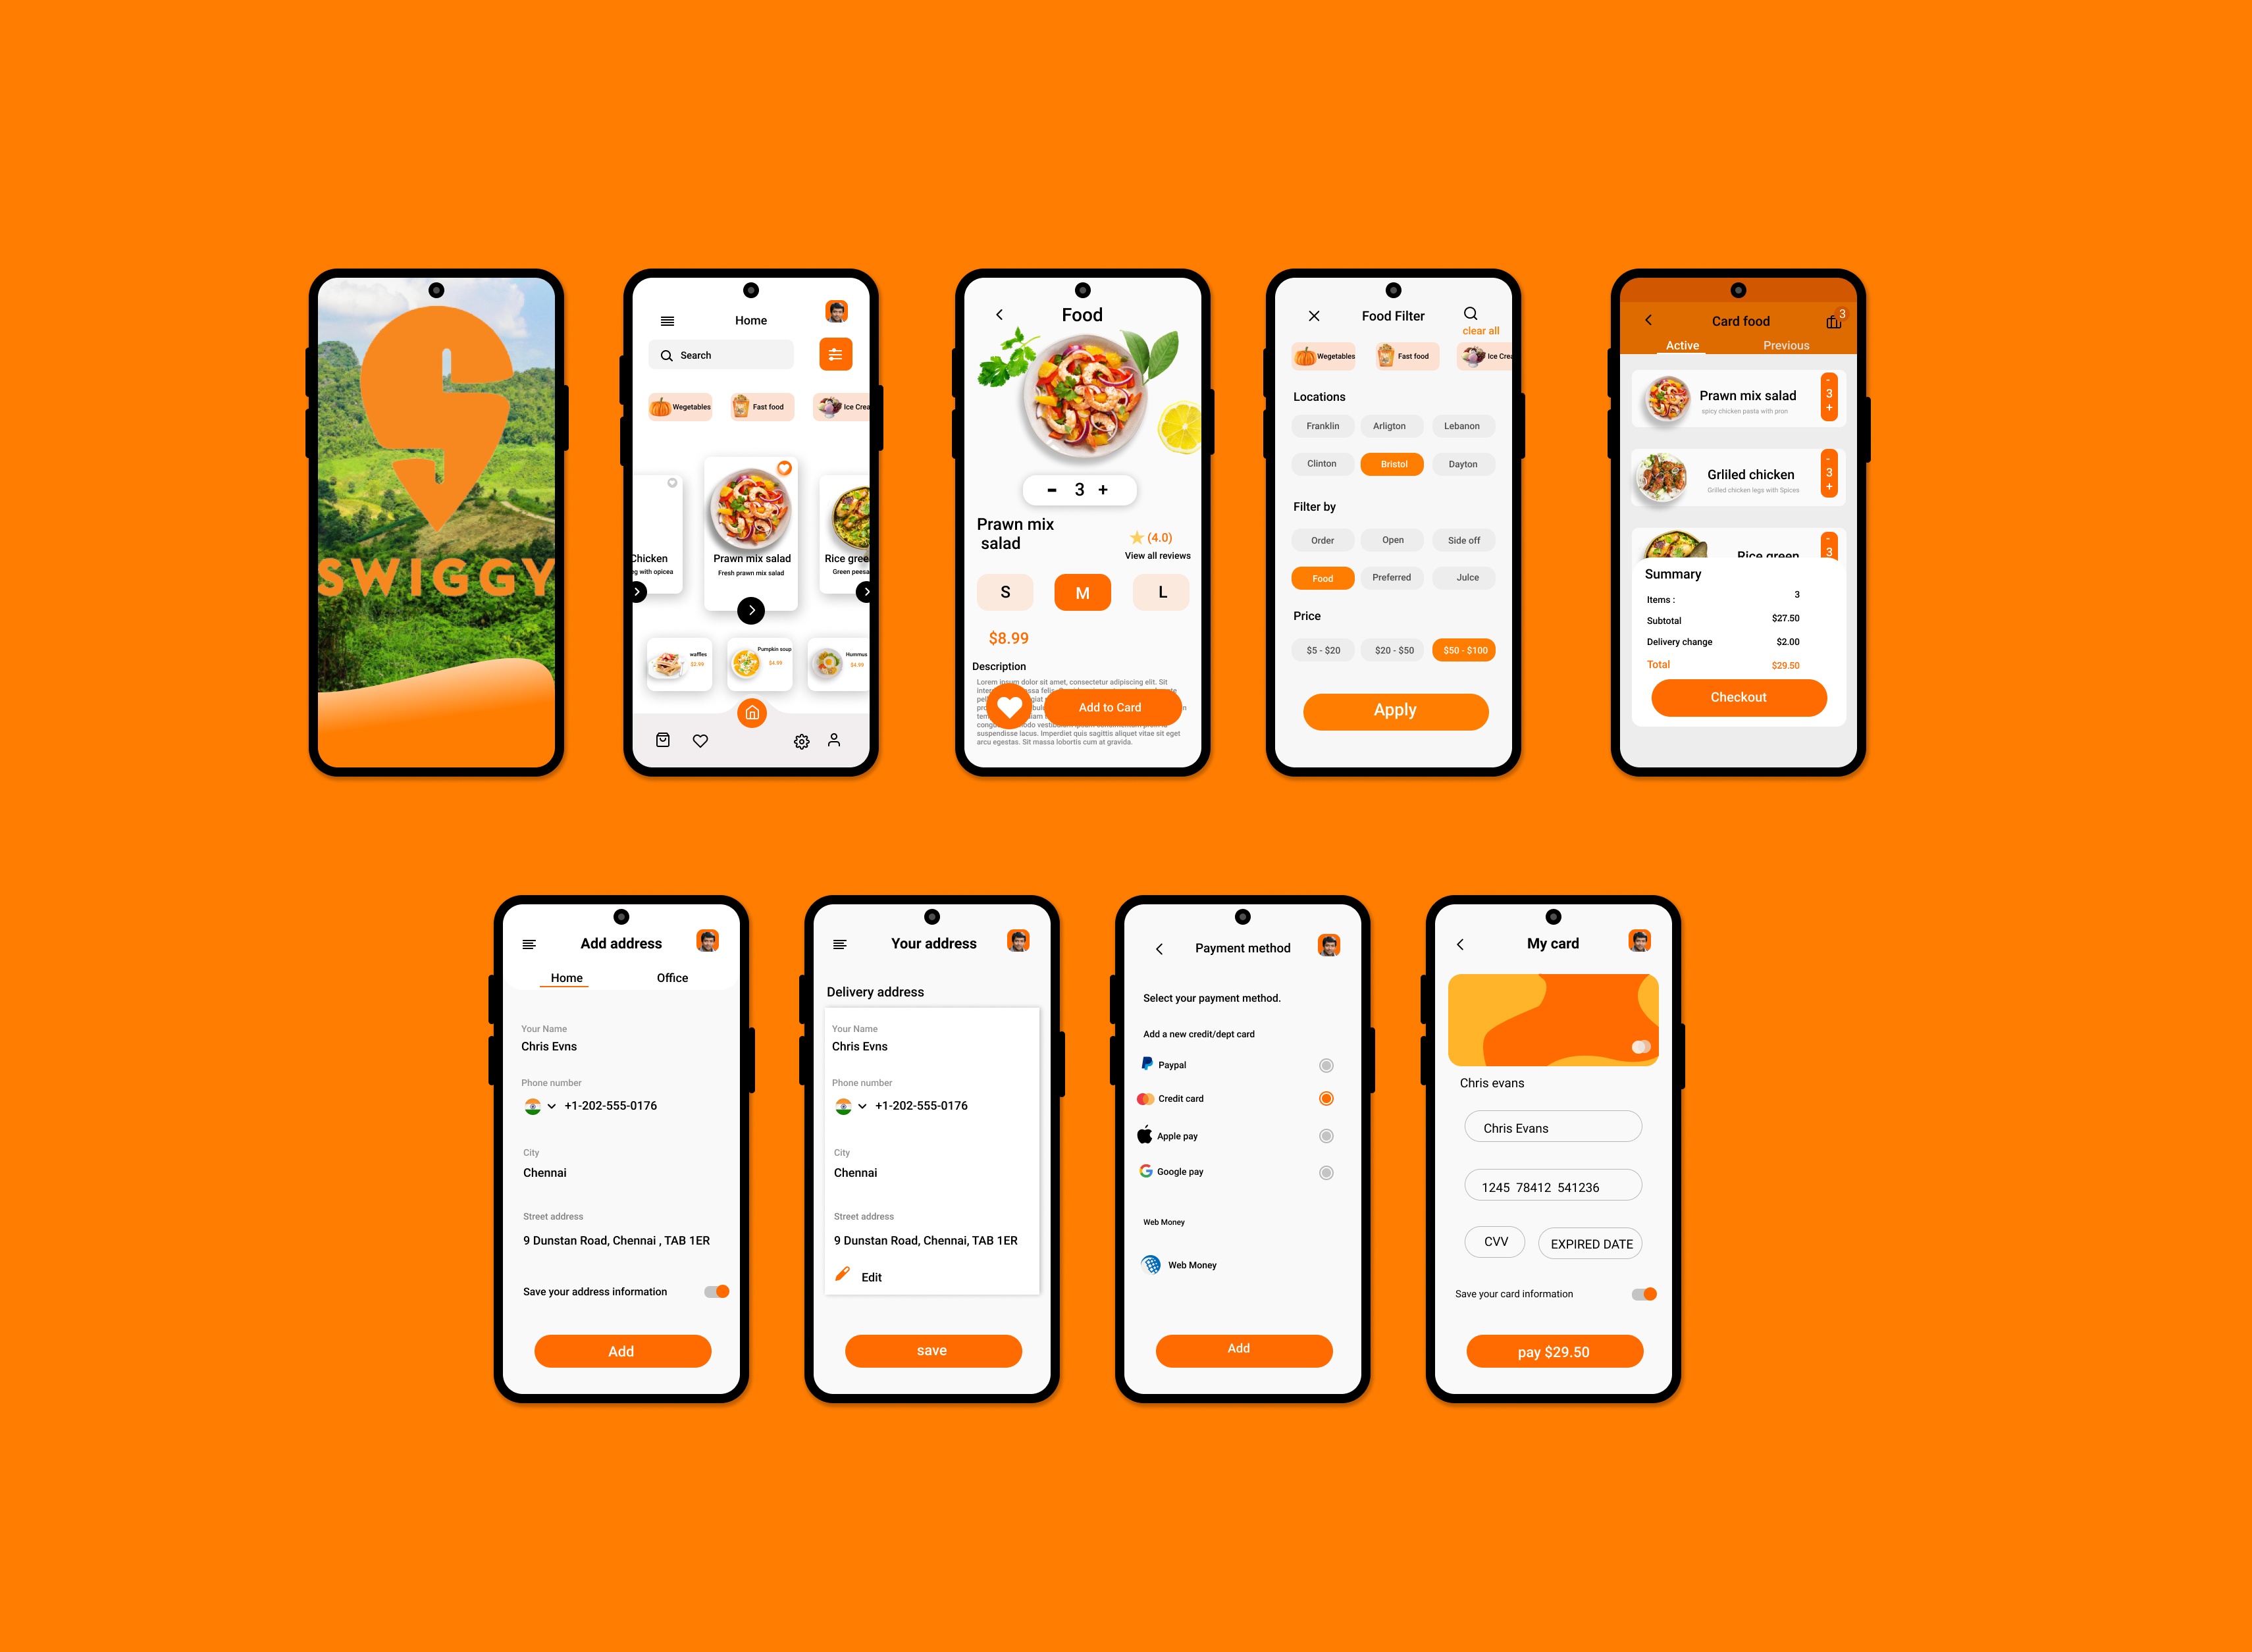 SWIGGY
Home
Search
Wegetables
Fast food
Ice Crea
Chicken
eg with opicea
Prawn mix salad
Fresh prawn mix salad
Rice gree
Green peesa
waffles
$2.99
Pumpkin soup
$4.99
Hummus
$4.99
Food
- 3 +
Prawn mix
salad
(4.0)
View all reviews
S
M
L
$8.99
Description
Lorem ipsum dolor sit amet, consectetur adipiscing elit. Sit
suspendisse lacus. Imperdiet quis sagittis aliquet vitae sit eget
arcu egestas. Sit massa lobortis cum at gravida.
Add to Card
Food Filter
clear all
Wegetables
Fast food
Ice Crea
Locations
Franklin
Arligton
Lebanon
Clinton
Bristol
Dayton
Filter by
Order
Open
Side off
Food
Preferred
Julce
Price
$5 - $20
$20 - $50
$50 - $100
Apply
Card food
3
Active
Previous
Prawn mix salad
spicy chicken pasta with pron
-
3
+
Grliled chicken
Grilled chicken legs with Spices
-
3
+
Rice green
-
3
Summary
Items :
3
Subtotal
$27.50
Delivery change
$2.00
Total
$29.50
Checkout
Add address
Home
Office
Your Name
Chris Evns
Phone number
+1-202-555-0176
City
Chennai
Street address
9 Dunstan Road, Chennai , TAB 1ER
Save your address information
Add
Your address
Delivery address
Your Name
Chris Evns
Phone number
+1-202-555-0176
City
Chennai
Street address
9 Dunstan Road, Chennai, TAB 1ER
Edit
save
Payment method
Select your payment method.
Add a new credit/dept card
Paypal
Credit card
Apple pay
Google pay
Web Money
Web Money
Add
My card
Chris evans
Chris Evans
1245 78412 541236
CVV
EXPIRED DATE
Save your card information
pay $29.50